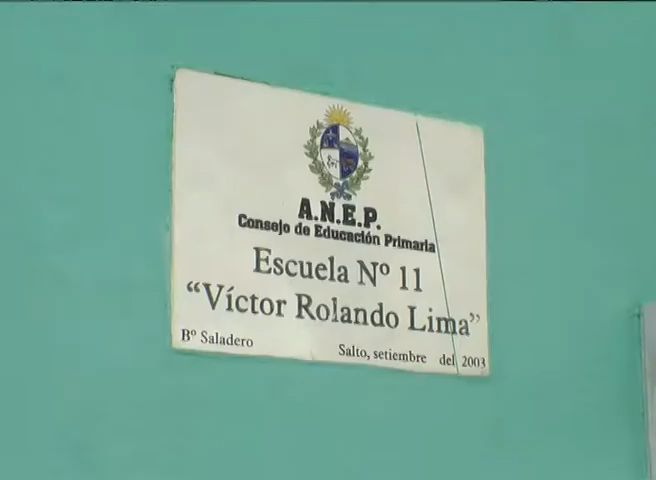 A.N.E.P.
Consejo de Educación Primaria
Escuela Nº 11
“Víctor Rolando Lima”
Bº Saladero
Salto, setiembre del 2003